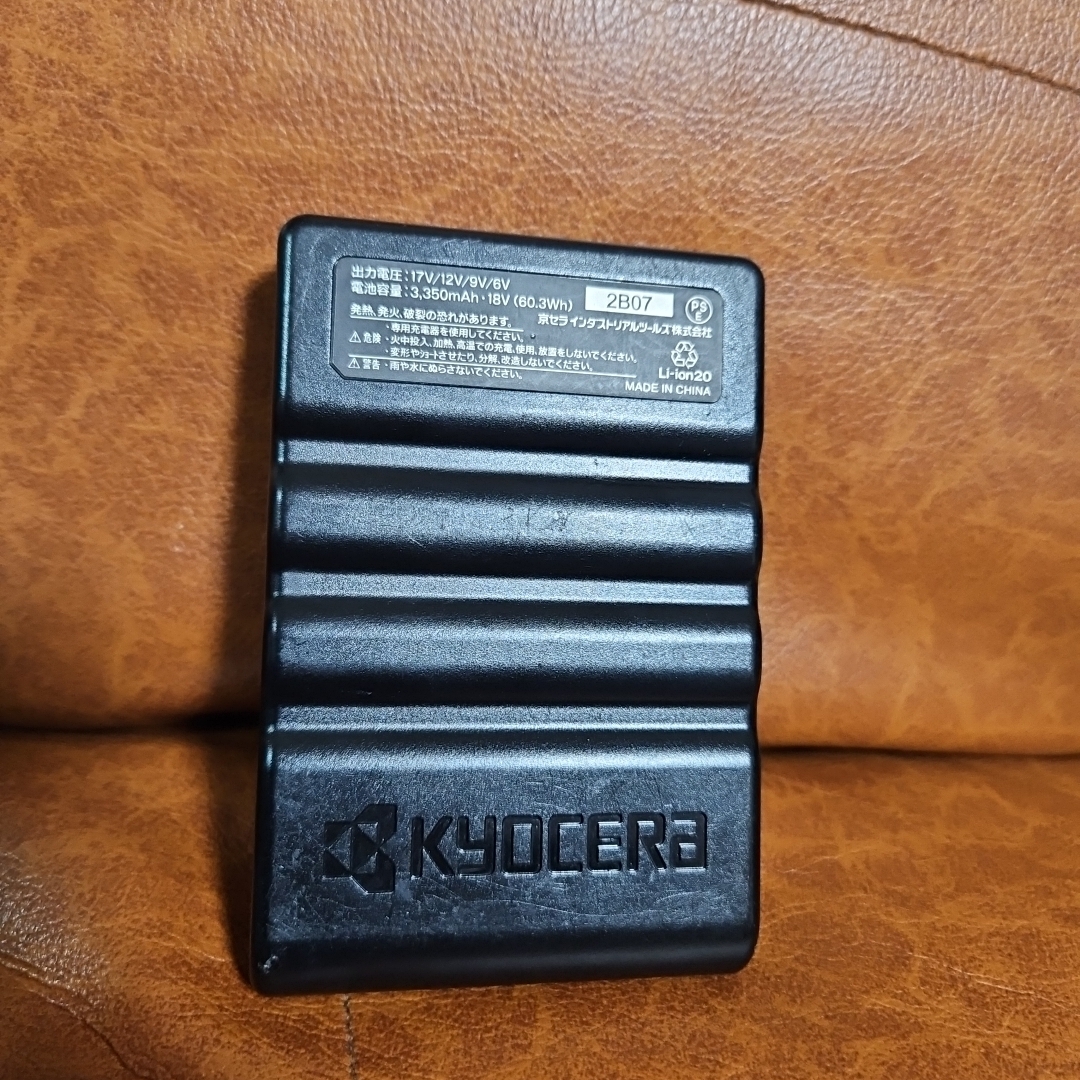 出力電圧:17V/12V/9V/6V
電池容量:3,350mAh・18V (60.3Wh)
2B07
PS
E
発熱、発火、破裂の恐れがあります。
京セラインダストリアルツールズ株式会社
・専用充電器を使用してください。
危険 ・火中投入、加熱、高温での充電、使用、放置をしないでください。
・変形やショートさせたり、分解、改造しないでください。
警告 ・雨や水にぬらさないでください。
Li-ion20
MADE IN CHINA
KYOCERA